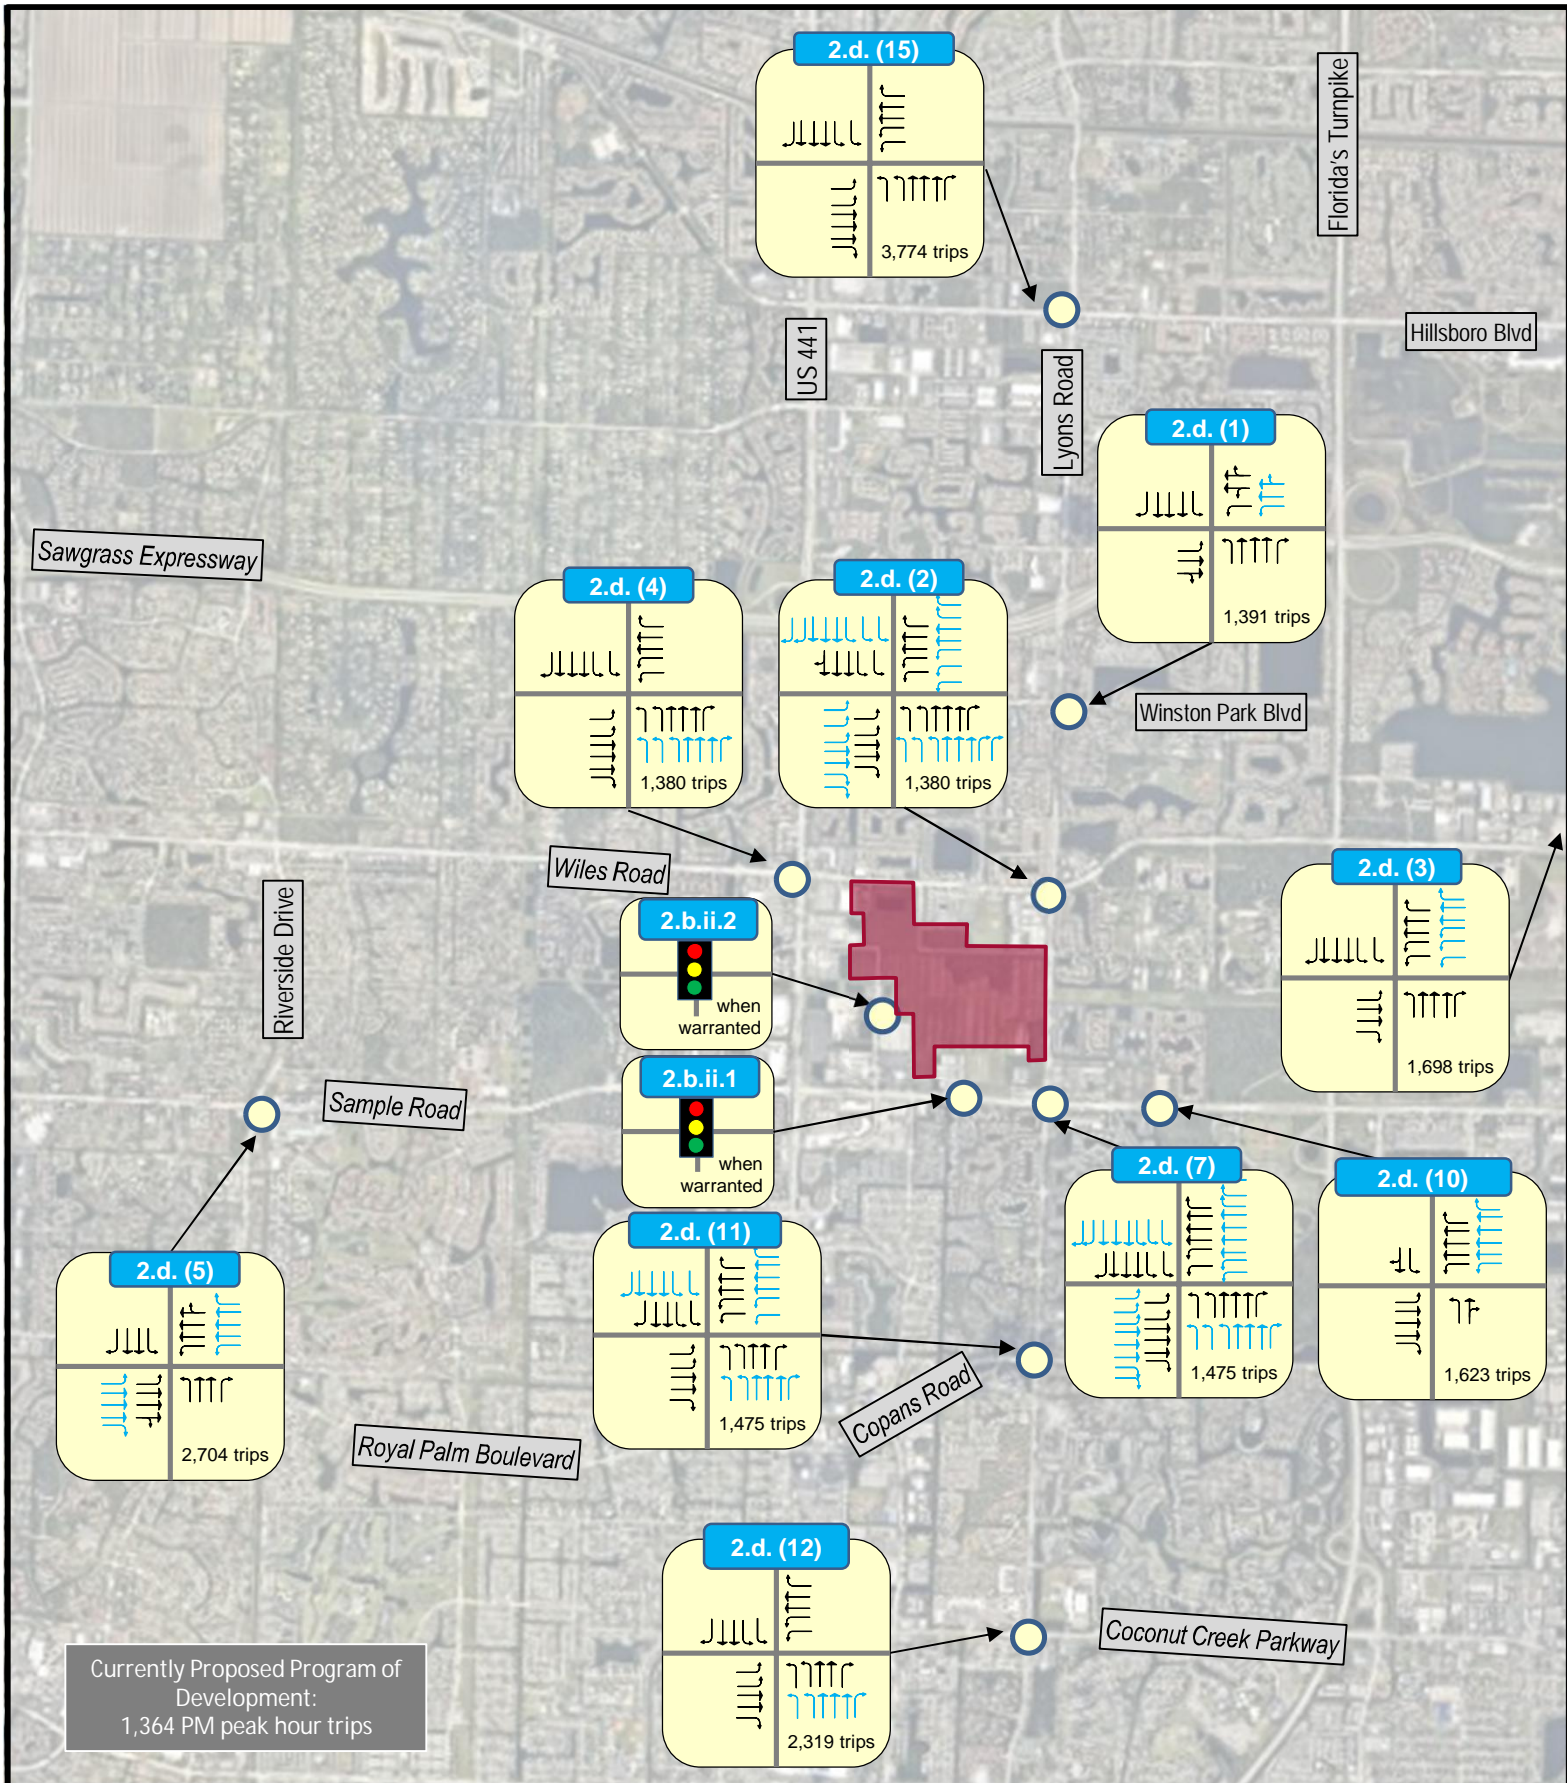 2.d. (15)
3,774 trips
Florida's Turnpike
Hillsboro Blvd
US 441
Lyons Road
2.d. (1)
1,391 trips
Sawgrass Expressway
2.d. (4)
1,380 trips
2.d. (2)
1,380 trips
Winston Park Blvd
Wiles Road
2.d. (3)
1,698 trips
Riverside Drive
2.b.ii.2
when
warranted
2.b.ii.1
when
warranted
Sample Road
2.d. (7)
1,475 trips
2.d. (10)
1,623 trips
2.d. (11)
1,475 trips
2.d. (5)
2,704 trips
Copans Road
Royal Palm Boulevard
2.d. (12)
2,319 trips
Coconut Creek Parkway
Currently Proposed Program of
Development:
1,364 PM peak hour trips